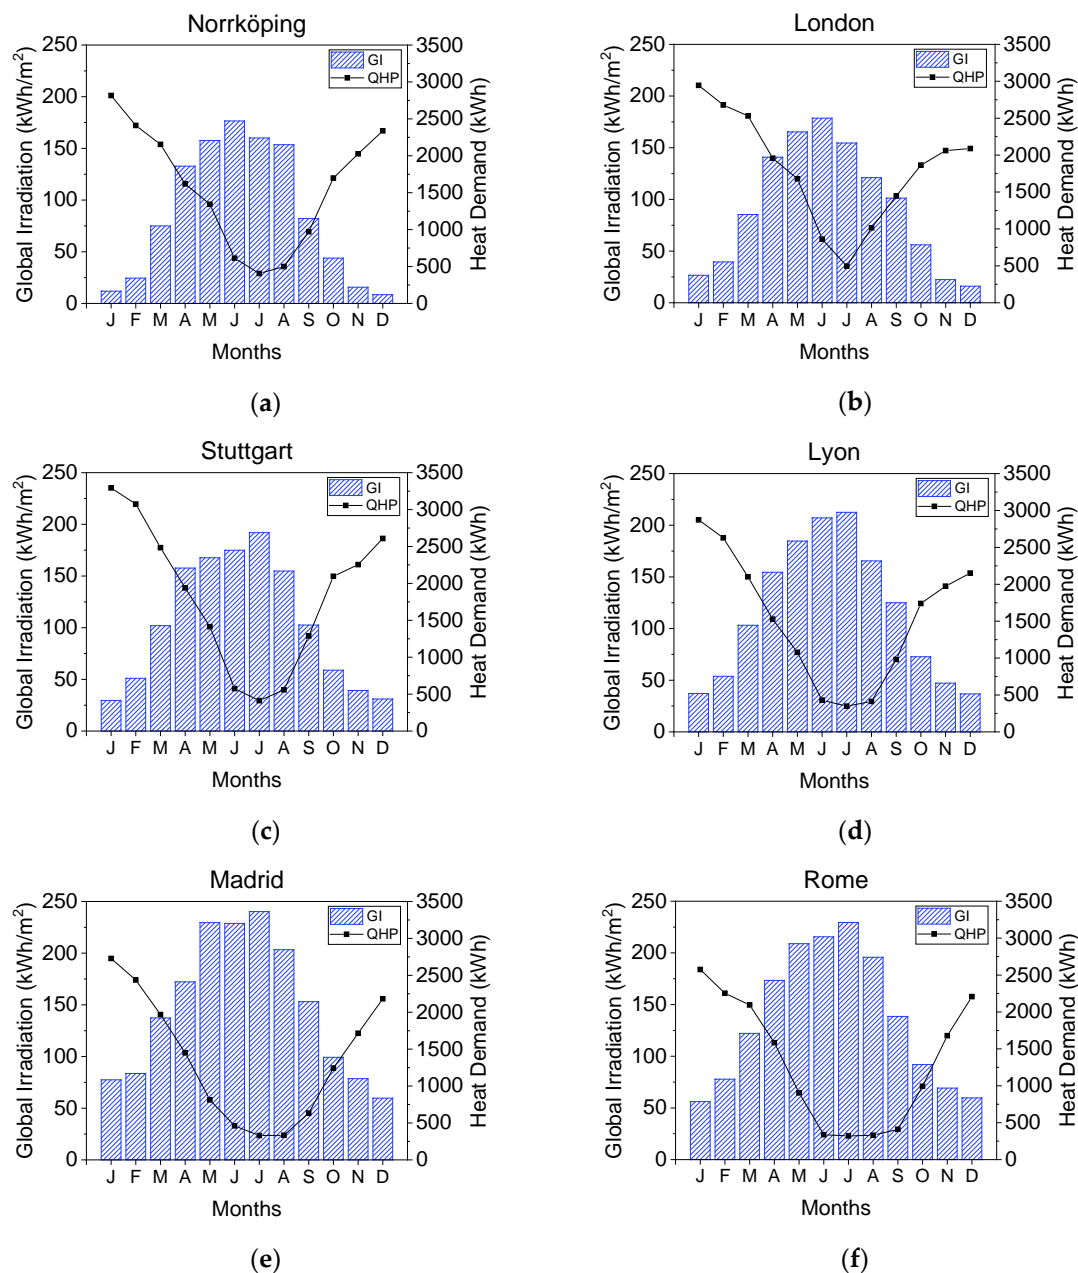 Norrköping
Global Irradiation (kWh/m²)
250
200
150
100
50
0
GI
QHP
3500
3000
2500
2000
1500
1000
500
0
Heat Demand (kWh)
J F M A M J J A S O N D
Months
(a)
London
Global Irradiation (kWh/m²)
250
200
150
100
50
0
GI
QHP
3500
3000
2500
2000
1500
1000
500
0
Heat Demand (kWh)
J F M A M J J A S O N D
Months
(b)
Stuttgart
Global Irradiation (kWh/m²)
250
200
150
100
50
0
GI
QHP
3500
3000
2500
2000
1500
1000
500
0
Heat Demand (kWh)
J F M A M J J A S O N D
Months
(c)
Lyon
Global Irradiation (kWh/m²)
250
200
150
100
50
0
GI
QHP
3500
3000
2500
2000
1500
1000
500
0
Heat Demand (kWh)
J F M A M J J A S O N D
Months
(d)
Madrid
Global Irradiation (kWh/m²)
250
200
150
100
50
0
GI
QHP
3500
3000
2500
2000
1500
1000
500
0
Heat Demand (kWh)
J F M A M J J A S O N D
Months
(e)
Rome
Global Irradiation (kWh/m²)
250
200
150
100
50
0
GI
QHP
3500
3000
2500
2000
1500
1000
500
0
Heat Demand (kWh)
J F M A M J J A S O N D
Months
(f)